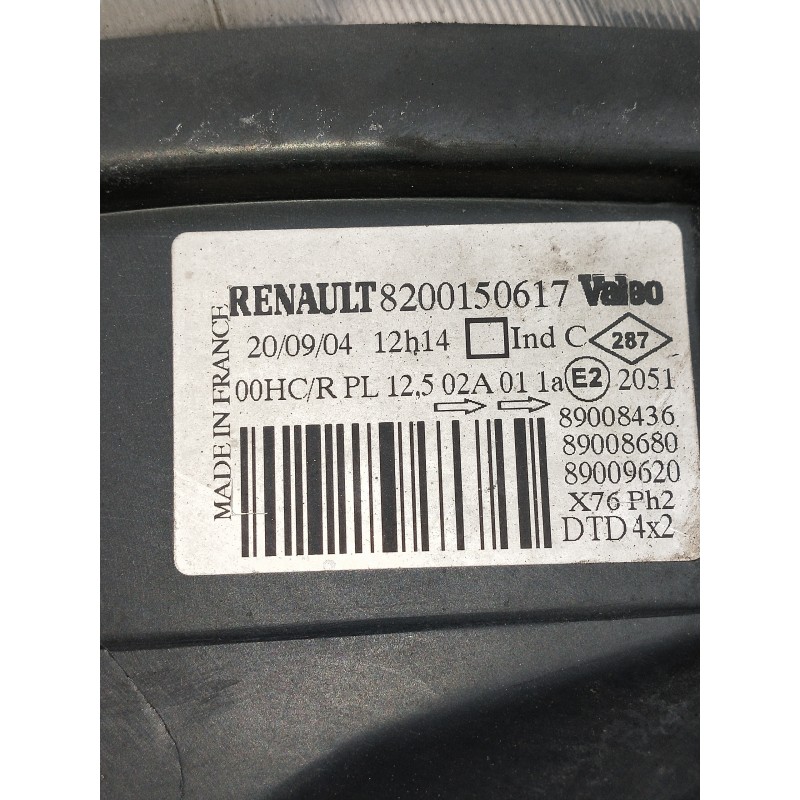 RENAULT 8200150617 Valeo
20/09/04 12h14 Ind C 287
00HC/R PL 12,5 02A 01 1a E2 2051
89008436
89008680
89009620
X76 Ph2
DTD 4x2
MADE IN FRANCE